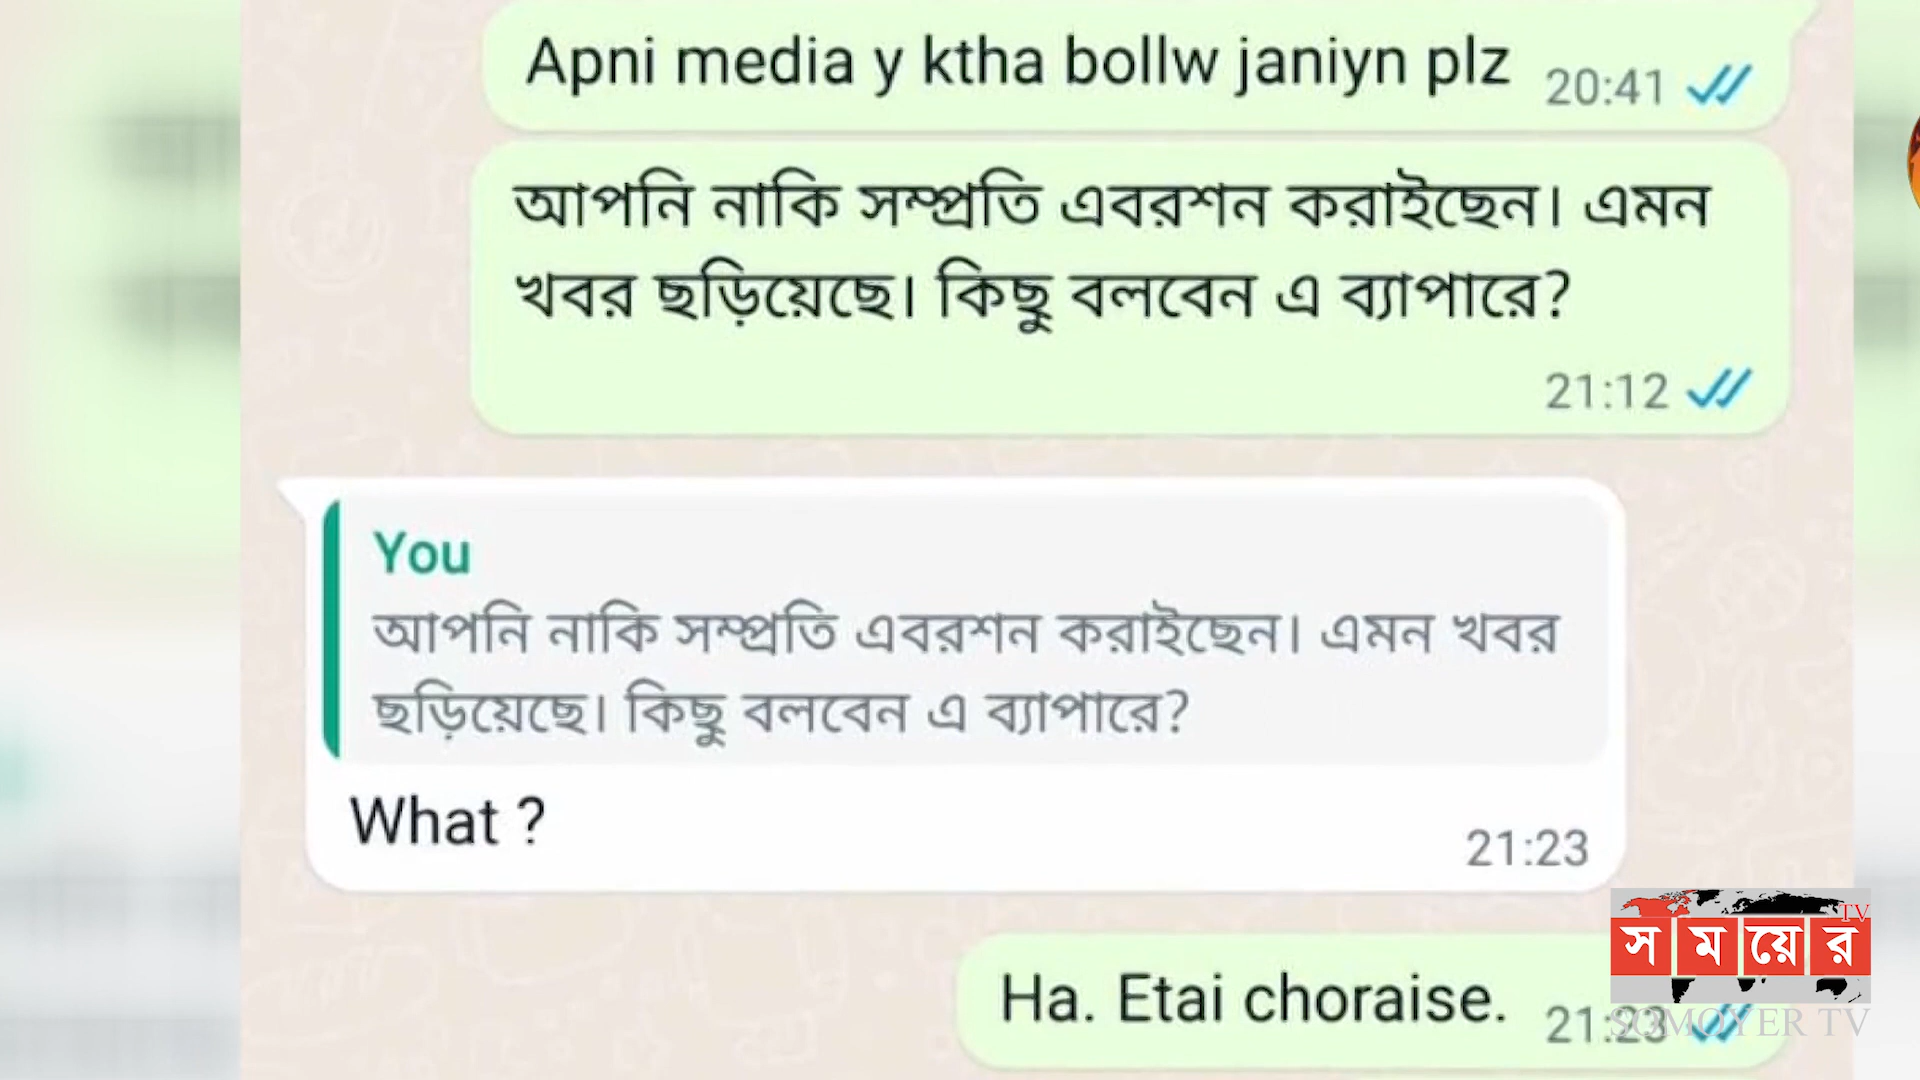 Apni media y ktha bollw janiyn plz 20:41
আপনি নাকি সম্প্রতি এবরশন করাইছেন। এমন
খবর ছড়িয়েছে। কিছু বলবেন এ ব্যাপারে?
21:12
You
আপনি নাকি সম্প্রতি এবরশন করাইছেন। এমন খবর
ছড়িয়েছে। কিছু বলবেন এ ব্যাপারে?
What ?
21:23
Ha. Etai choraise. 21:23
TV
সময়ের
SOMOYER TV